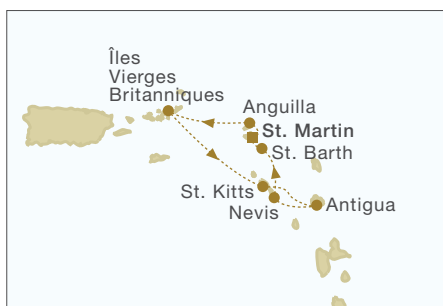 Îles
Vierges
Britanniques
Anguilla
St. Martin
St. Barth
St. Kitts
Nevis
Antigua